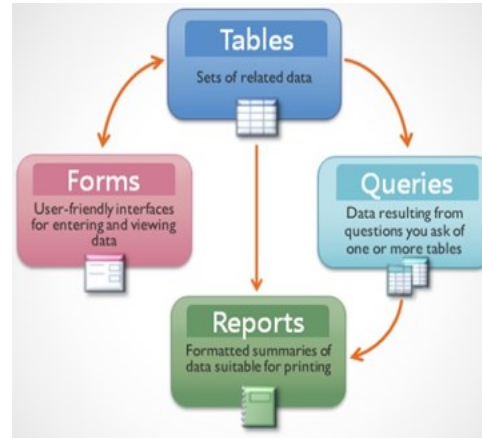 Tables
Sets of related data
Forms
User-friendly interfaces
for entering and viewing
data
Queries
Data resulting from
questions you ask of
one or more tables
Reports
Formatted summaries of
data suitable for printing